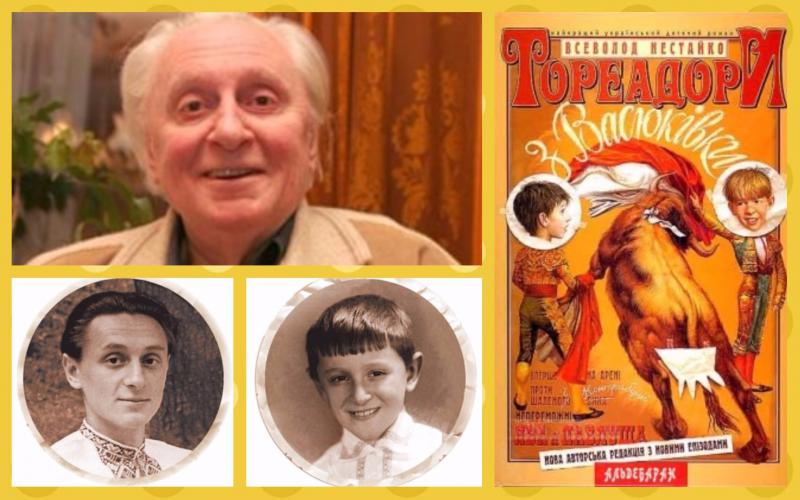 найкращий український дитячий роман
ВСЕВОЛОД НЕСТАЙКО
ТОРЕАДОРИ
з Васюківки
ВПЕРШЕ НА АРЕНІ
ПРОТИ
ШАЛЕНОГО БИКА
НЕПЕРЕМОЖНІ
ЯВА І ПАВЛУША
НОВА АВТОРСЬКА РЕДАКЦІЯ З НОВИМИ ЕПІЗОДАМИ
АЛЬДЕБАРАН